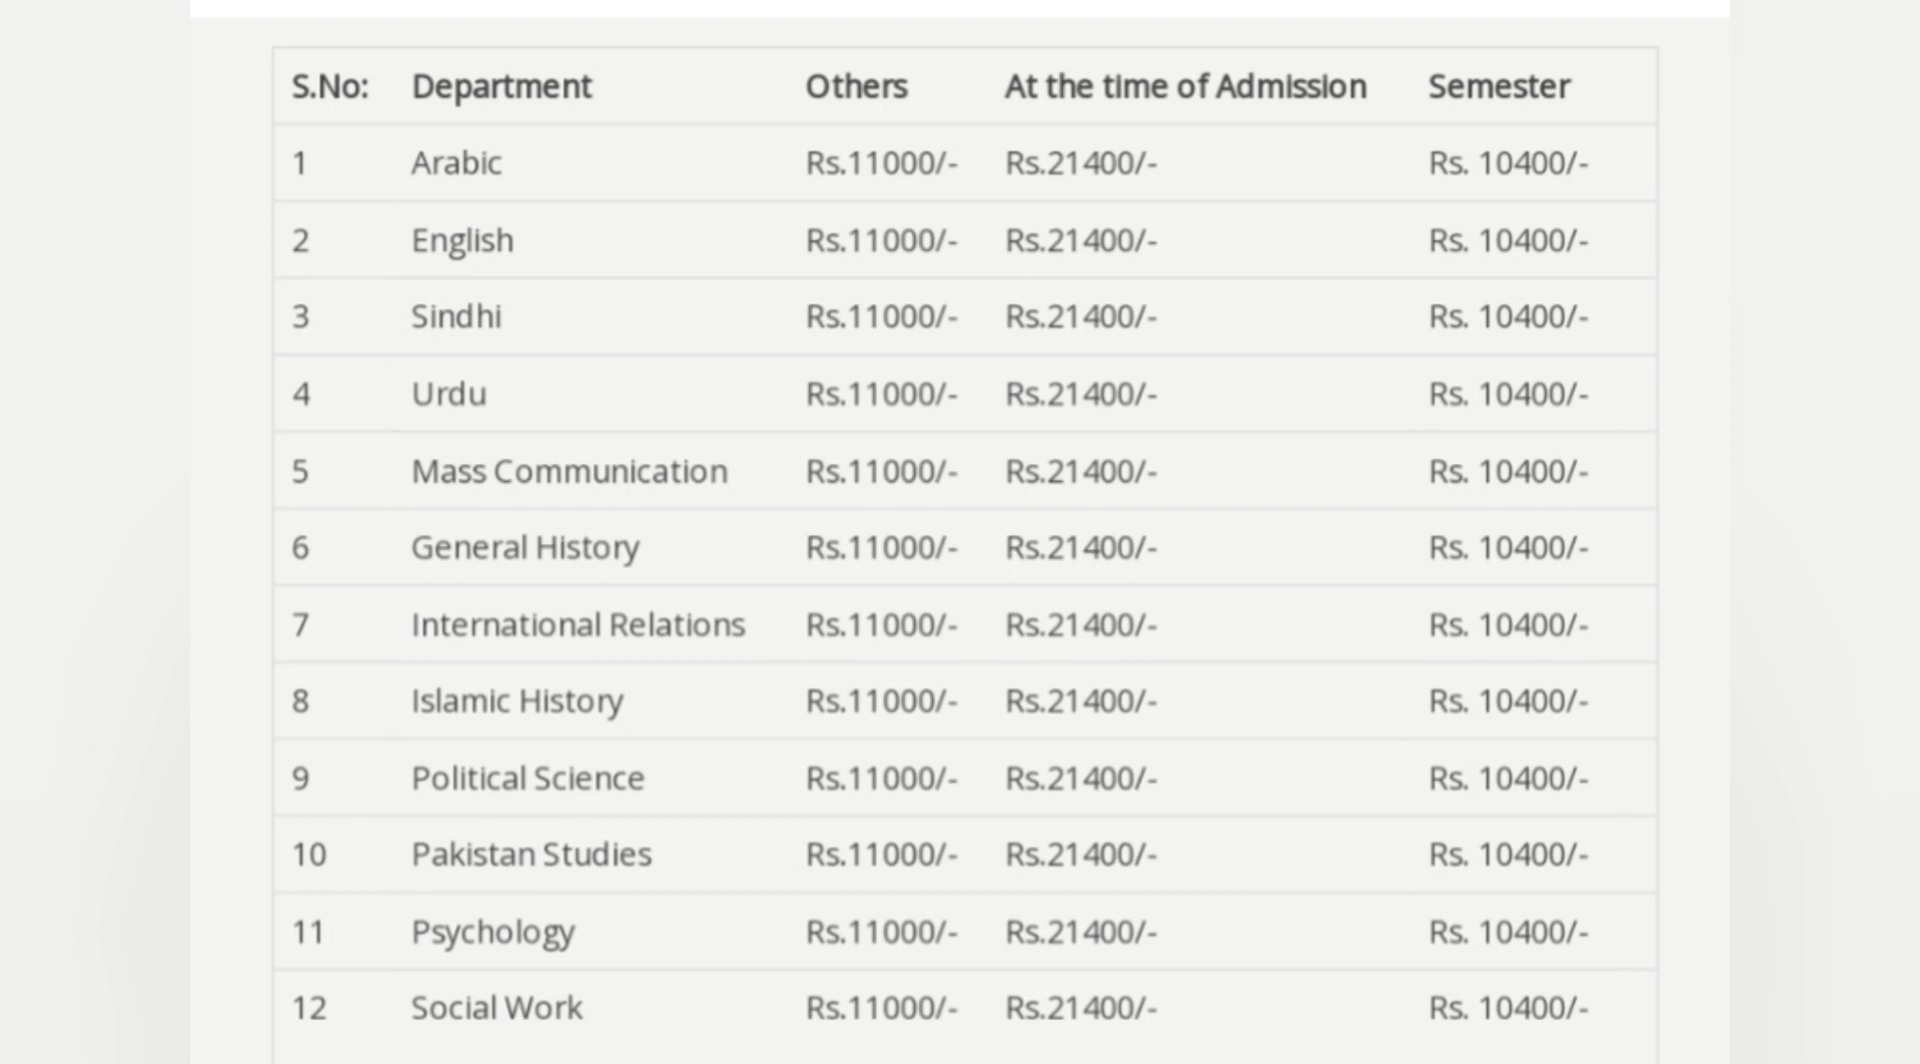 S.No: Department Others At the time of Admission Semester
1 Arabic Rs.11000/- Rs.21400/- Rs. 10400/-
2 English Rs.11000/- Rs.21400/- Rs. 10400/-
3 Sindhi Rs.11000/- Rs.21400/- Rs. 10400/-
4 Urdu Rs.11000/- Rs.21400/- Rs. 10400/-
5 Mass Communication Rs.11000/- Rs.21400/- Rs. 10400/-
6 General History Rs.11000/- Rs.21400/- Rs. 10400/-
7 International Relations Rs.11000/- Rs.21400/- Rs. 10400/-
8 Islamic History Rs.11000/- Rs.21400/- Rs. 10400/-
9 Political Science Rs.11000/- Rs.21400/- Rs. 10400/-
10 Pakistan Studies Rs.11000/- Rs.21400/- Rs. 10400/-
11 Psychology Rs.11000/- Rs.21400/- Rs. 10400/-
12 Social Work Rs.11000/- Rs.21400/- Rs. 10400/-